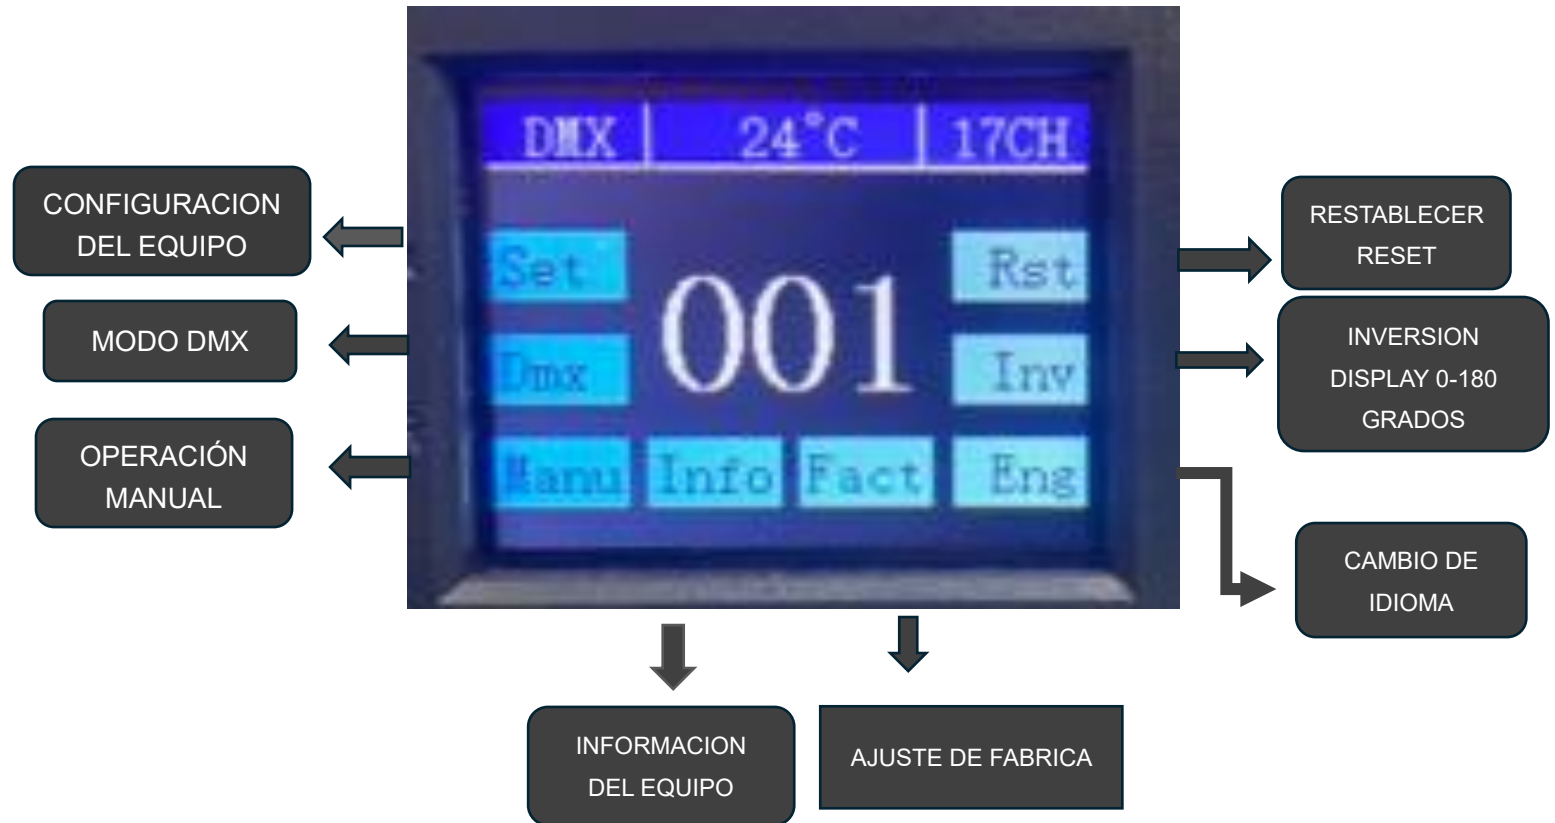 DMX 24°C 17CH
CONFIGURACION
DEL EQUIPO
MODO DMX
OPERACIÓN
MANUAL
Set
Dmx
Manu
Info
Fact
001
Rst
Inv
Eng
RESTABLECER
RESET
INVERSION
DISPLAY 0-180
GRADOS
CAMBIO DE
IDIOMA
INFORMACION
DEL EQUIPO
AJUSTE DE FABRICA